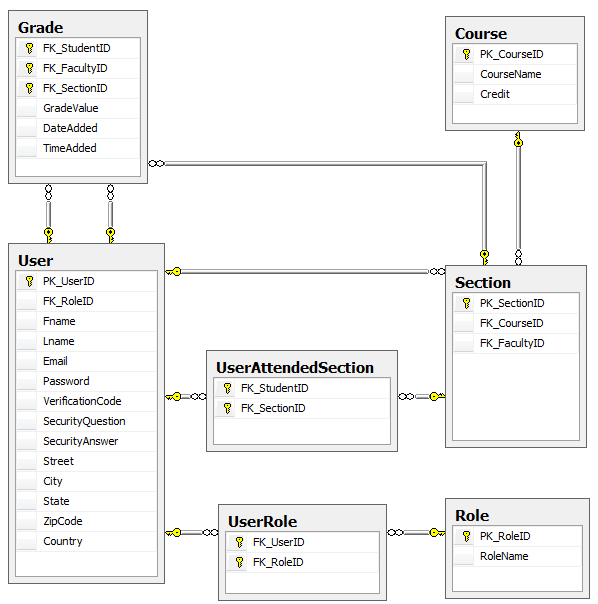 Grade
FK_StudentID
FK_FacultyID
FK_SectionID
GradeValue
DateAdded
TimeAdded
Course
PK_CourseID
CourseName
Credit
User
PK_UserID
FK_RoleID
Fname
Lname
Email
Password
VerificationCode
SecurityQuestion
SecurityAnswer
Street
City
State
ZipCode
Country
Section
PK_SectionID
FK_CourseID
FK_FacultyID
UserAttendedSection
FK_StudentID
FK_SectionID
UserRole
FK_UserID
FK_RoleID
Role
PK_RoleID
RoleName